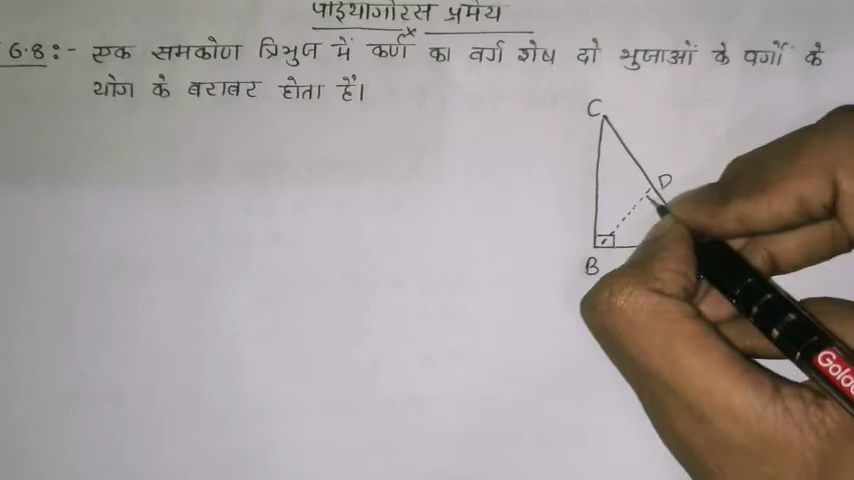 पाइथागोरस प्रमेय
6.8:- एक समकोण त्रिभुज में कर्ण का वर्ग शेष दो भुजाओं के वर्गों के
योग के बराबर होता हैं।
C
D
B